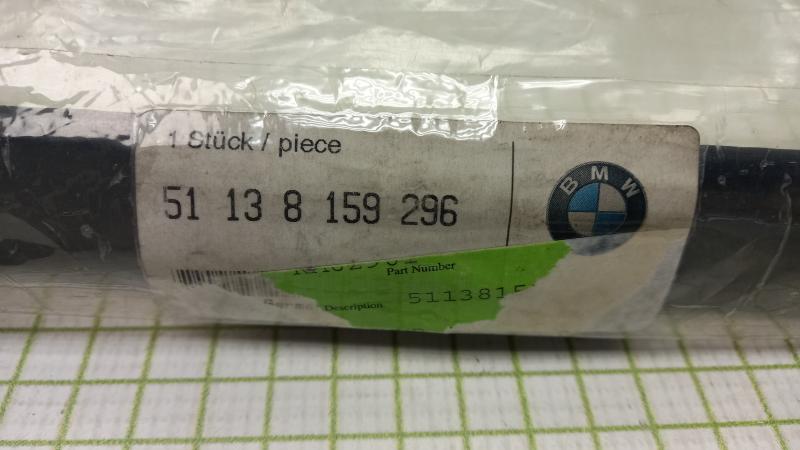 1 Stück / piece
51 13 8 159 296
BMW
Part Number
Description 5113815